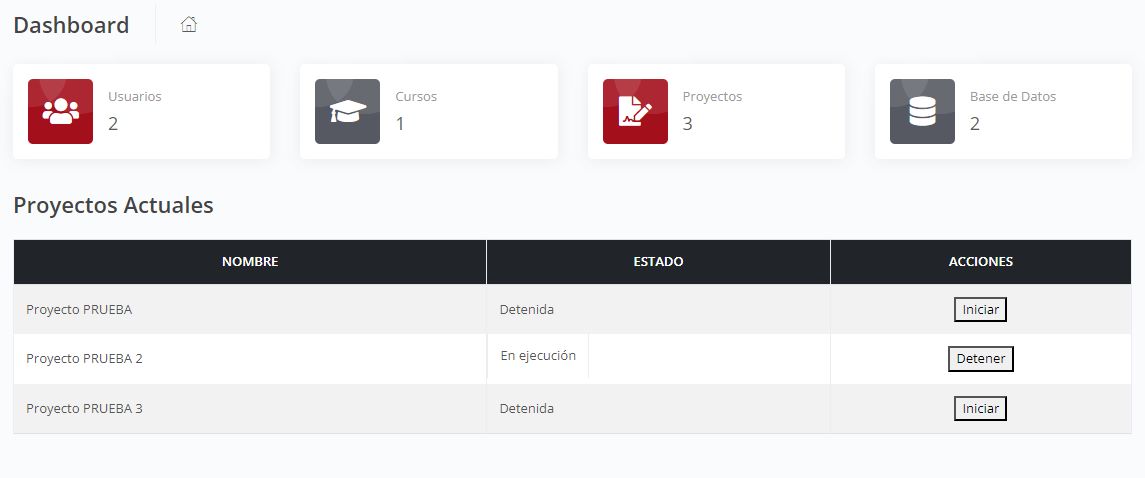 Dashboard
Usuarios
2
Cursos
1
Proyectos
3
Base de Datos
2
Proyectos Actuales
NOMBRE ESTADO ACCIONES
Proyecto PRUEBA Detenida Iniciar
Proyecto PRUEBA 2 En ejecución Detener
Proyecto PRUEBA 3 Detenida Iniciar